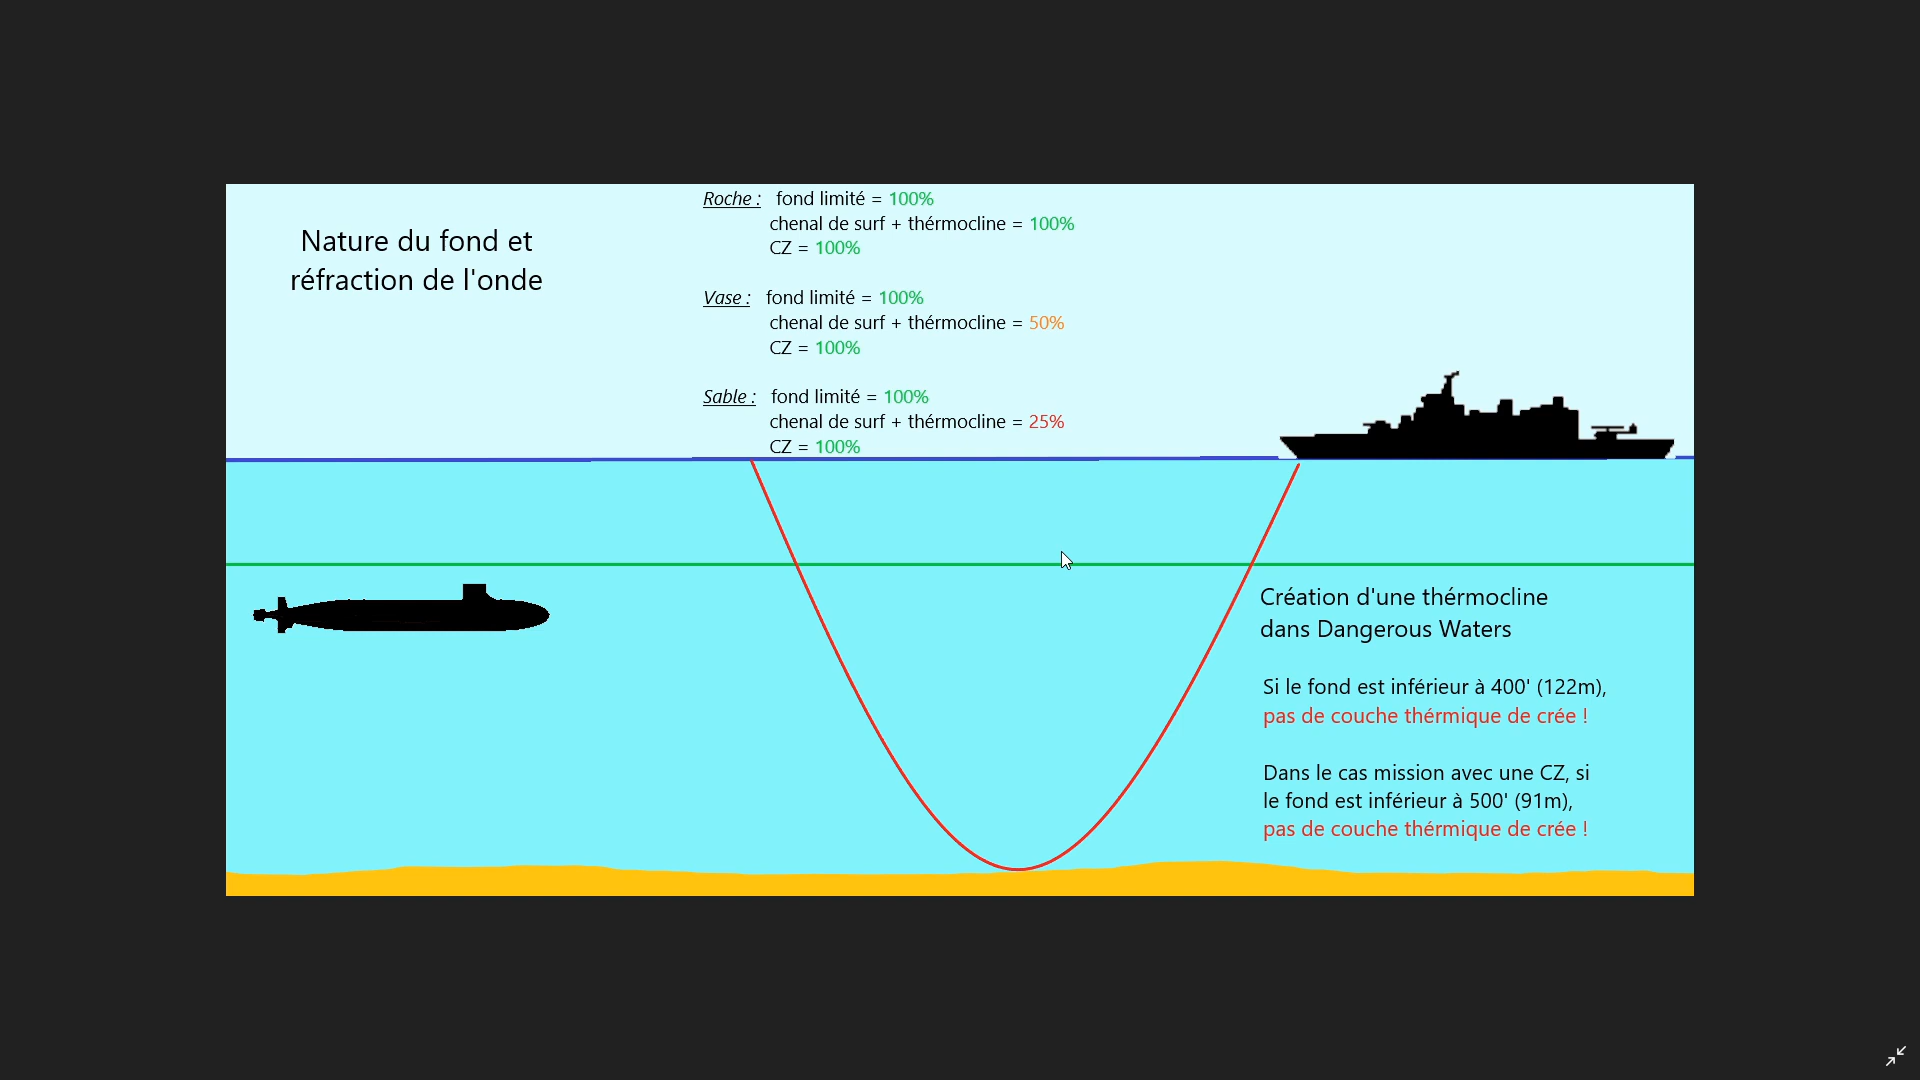 Nature du fond et
réfraction de l'onde
Roche : fond limité = 100%
chenal de surf + thérmocline = 100%
CZ = 100%
Vase : fond limité = 100%
chenal de surf + thérmocline = 50%
CZ = 100%
Sable : fond limité = 100%
chenal de surf + thérmocline = 25%
CZ = 100%
Création d'une thérmocline
dans Dangerous Waters
Si le fond est inférieur à 400' (122m),
pas de couche thérmique de crée !
Dans le cas mission avec une CZ, si
le fond est inférieur à 500' (91m),
pas de couche thérmique de crée !